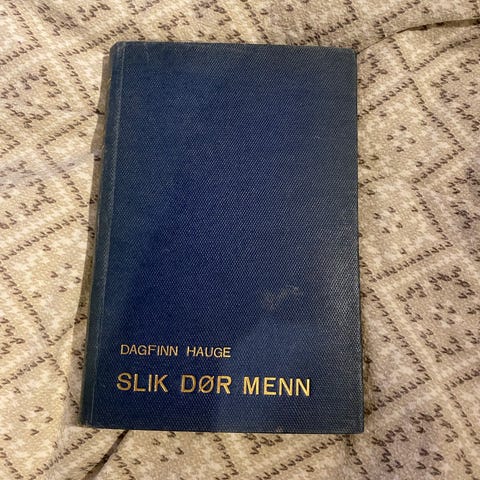 DAGFINN HAUGE
SLIK DØR MENN